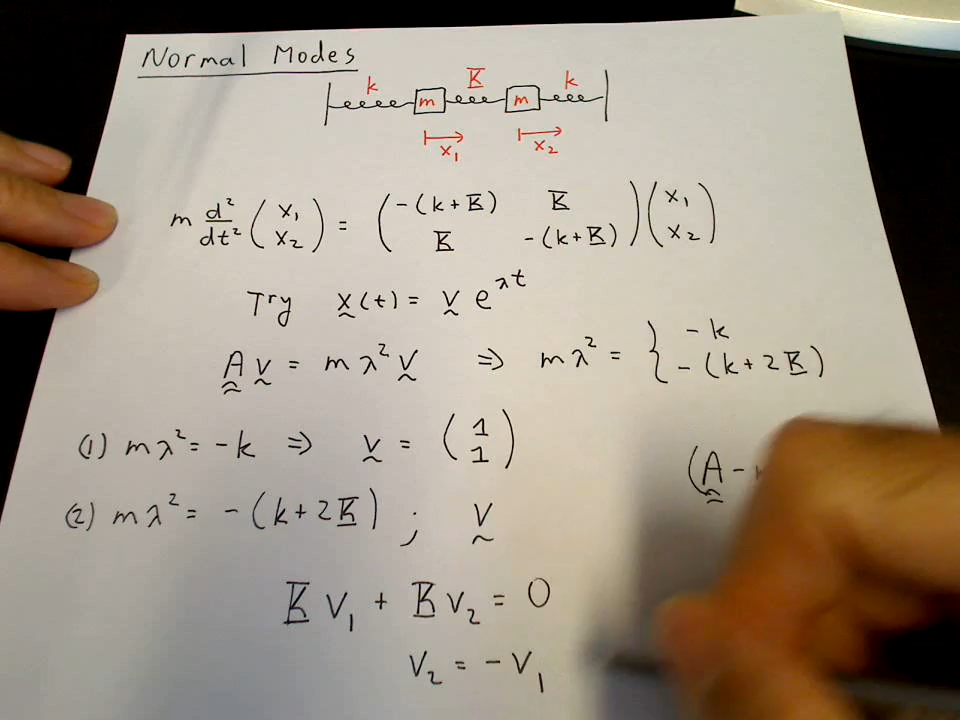 Normal Modes
k K k
m m
x₁ x₂
m d²/dt² (x₁ x₂) = (-(k+K) K K -(k+K)) (x₁ x₂)
Try x(t) = v e^{λt}
A v = mλ² v ⇒ mλ² = { -k -(k+2K)
(1) mλ² = -k ⇒ v = (1 1)
(A -
(2) mλ² = -(k+2K) ; v
K v₁ + K v₂ = 0
v₂ = -v₁